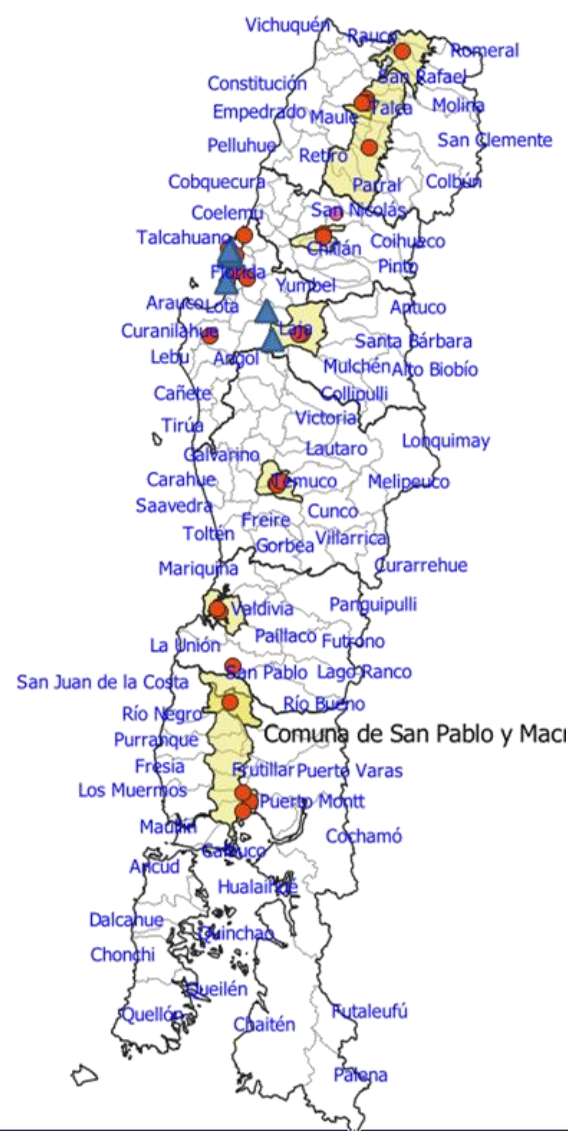 Vichuquén
Rauco
Romeral
San Rafael
Constitución
Talca
Molina
Empedrado
Maule
San Clemente
Pelluhue
Retiro
Cobquecura
Parral
Colbún
Coelemu
San Nicolás
Talcahuano
Chillán
Coihueco
Pinto
Florida
Yumbel
Arauco
Lota
Antuco
Curanilahue
Laja
Santa Bárbara
Lebu
Angol
Mulchén
Alto Biobío
Cañete
Collipulli
Tirúa
Victoria
Lonquimay
Galvarino
Lautaro
Carahue
Temuco
Melipeuco
Saavedra
Cunco
Freire
Toltén
Gorbea
Villarrica
Mariquina
Curarrehue
Valdivia
Panguipulli
La Unión
Paillaco
Futrono
San Pablo
Lago Ranco
San Juan de la Costa
Río Negro
Río Bueno
Purranque
Comuna de San Pablo y Macr
Fresia
Frutillar
Puerto Varas
Los Muermos
Puerto Montt
Maullín
Cochamó
Calbuco
Ancud
Hualaihué
Dalcahue
Quinchao
Chonchi
Queilén
Quellón
Chaitén
Futaleufú
Palena